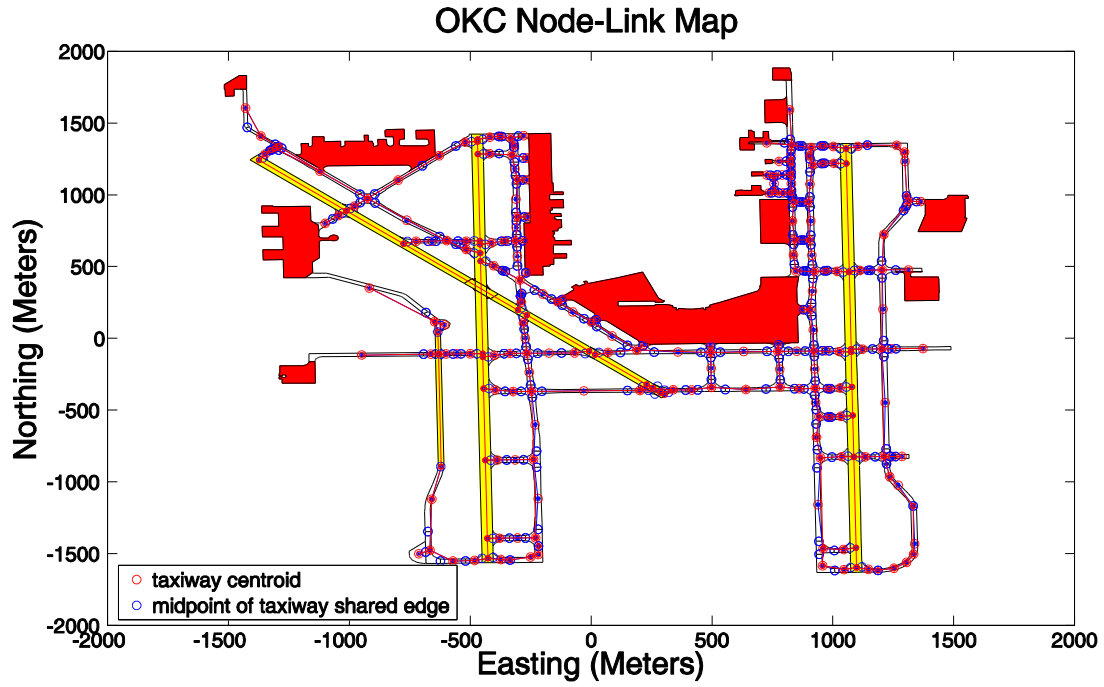 OKC Node-Link Map
Northing (Meters)
2000
1500
1000
500
0
-500
-1000
-1500
-2000
taxiway centroid
midpoint of taxiway shared edge
-2000 -1500 -1000 -500 0 500 1000 1500 2000
Easting (Meters)